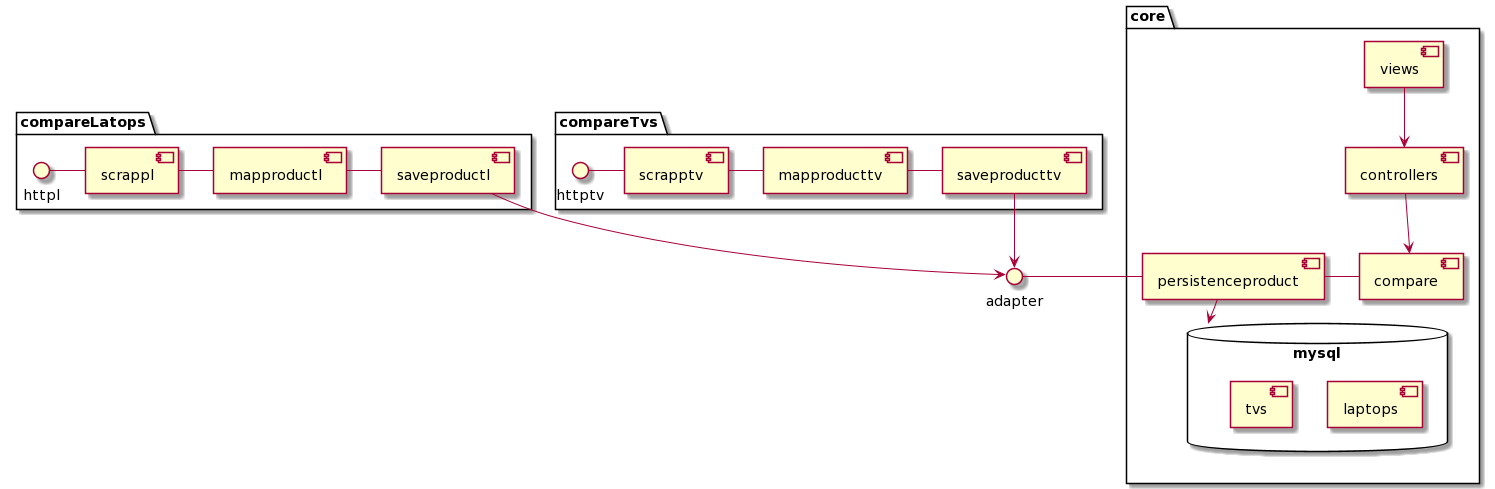 core
views
compareLatops
compareTvs
scrappl
mapproductl
saveproductl
httpl
scrapptv
mapproducttv
saveproducttv
httptv
controllers
adapter
persistenceproduct
compare
mysql
tvs
laptops